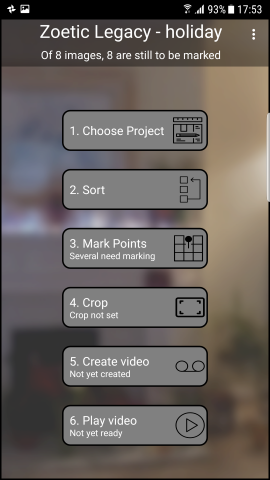 93% 17:53
Zoetic Legacy - holiday
Of 8 images, 8 are still to be marked
1. Choose Project
2. Sort
3. Mark Points
Several need marking
4. Crop
Crop not set
5. Create video
Not yet created
6. Play video
Not yet ready